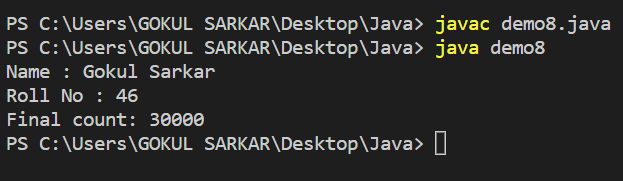 PS C:\Users\GOKUL SARKAR\Desktop\Java> javac demo8.java
PS C:\Users\GOKUL SARKAR\Desktop\Java> java demo8
Name : Gokul Sarkar
Roll No : 46
Final count: 30000
PS C:\Users\GOKUL SARKAR\Desktop\Java>